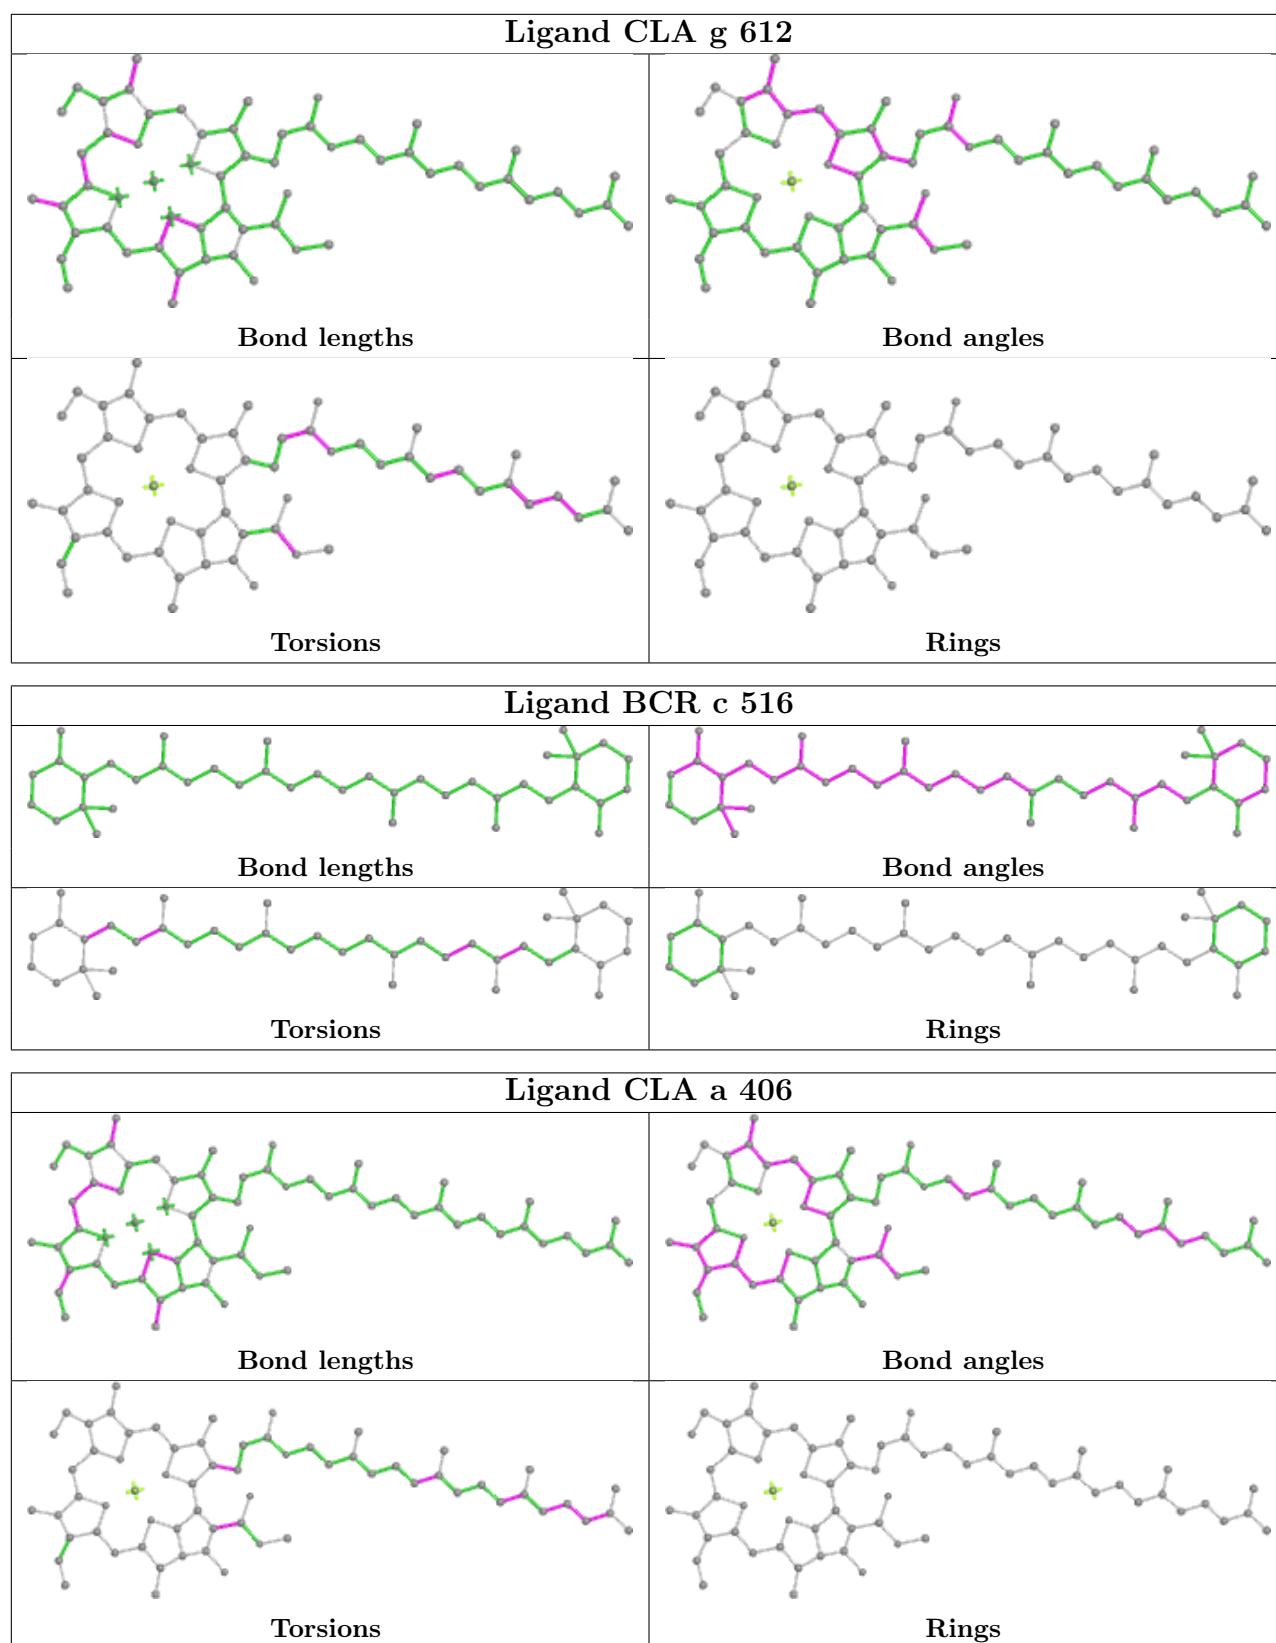 Ligand CLA g 612
Bond lengths
Bond angles
Torsions
Rings
Ligand BCR c 516
Bond lengths
Bond angles
Torsions
Rings
Ligand CLA a 406
Bond lengths
Bond angles
Torsions
Rings